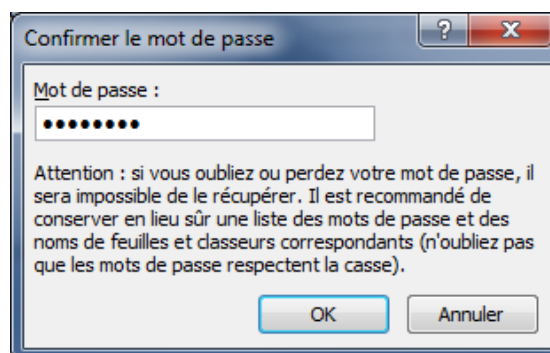 Confirmer le mot de passe
?
X
Mot de passe :
••••••••
Attention : si vous oubliez ou perdez votre mot de passe, il
sera impossible de le récupérer. Il est recommandé de
conserver en lieu sûr une liste des mots de passe et des
noms de feuilles et classeurs correspondants (n'oubliez pas
que les mots de passe respectent la casse).
OK
Annuler